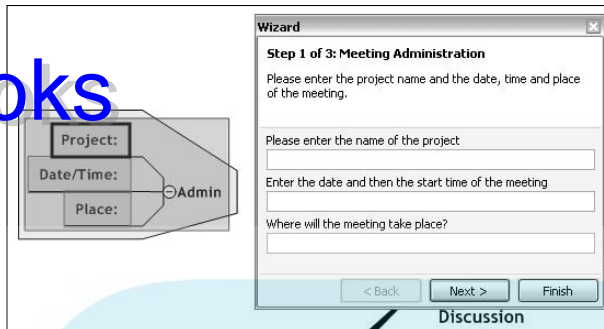 oks
Project:
Date/Time:
Place:
Admin
Wizard
Step 1 of 3: Meeting Administration
Please enter the project name and the date, time and place
of the meeting.
Please enter the name of the project
Enter the date and then the start time of the meeting
Where will the meeting take place?
< Back
Next >
Finish
Discussion